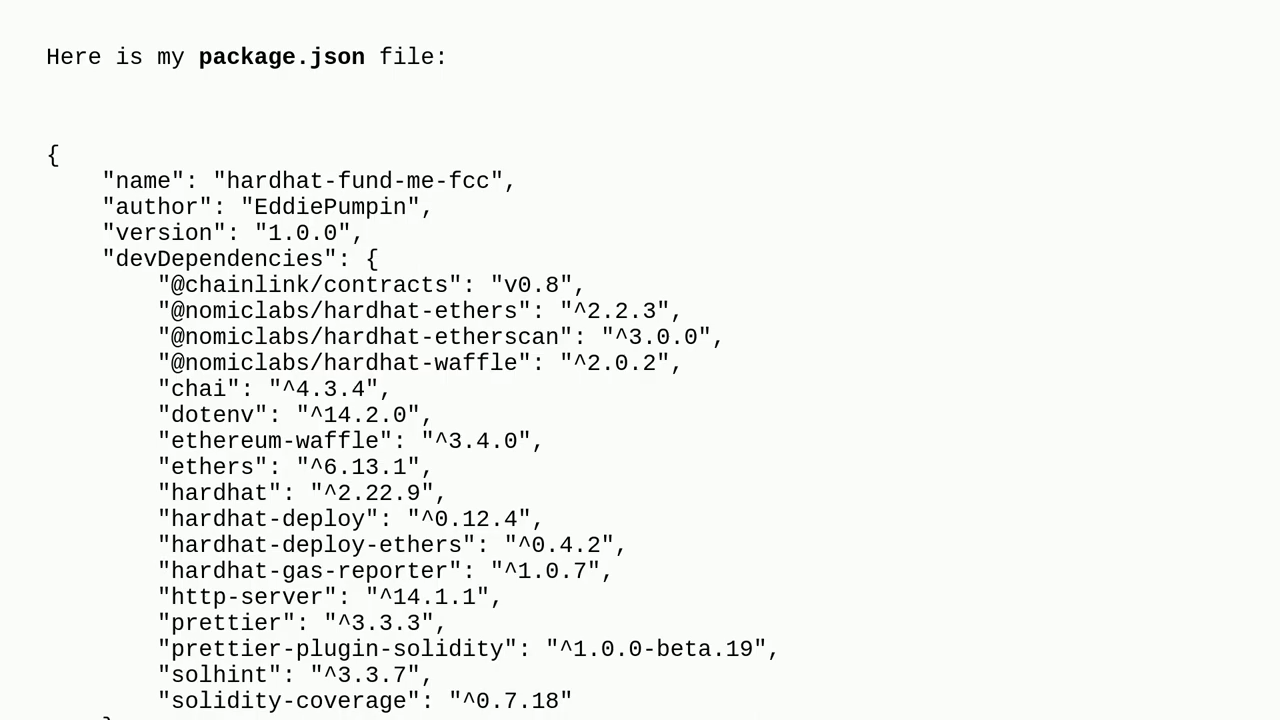 Here is my package.json file:
{
    "name": "hardhat-fund-me-fcc",
    "author": "EddiePumpin",
    "version": "1.0.0",
    "devDependencies": {
        "@chainlink/contracts": "v0.8",
        "@nomiclabs/hardhat-ethers": "^2.2.3",
        "@nomiclabs/hardhat-etherscan": "^3.0.0",
        "@nomiclabs/hardhat-waffle": "^2.0.2",
        "chai": "^4.3.4",
        "dotenv": "^14.2.0",
        "ethereum-waffle": "^3.4.0",
        "ethers": "^6.13.1",
        "hardhat": "^2.22.9",
        "hardhat-deploy": "^0.12.4",
        "hardhat-deploy-ethers": "^0.4.2",
        "hardhat-gas-reporter": "^1.0.7",
        "http-server": "^14.1.1",
        "prettier": "^3.3.3",
        "prettier-plugin-solidity": "^1.0.0-beta.19",
        "solhint": "^3.3.7",
        "solidity-coverage": "^0.7.18"
    }